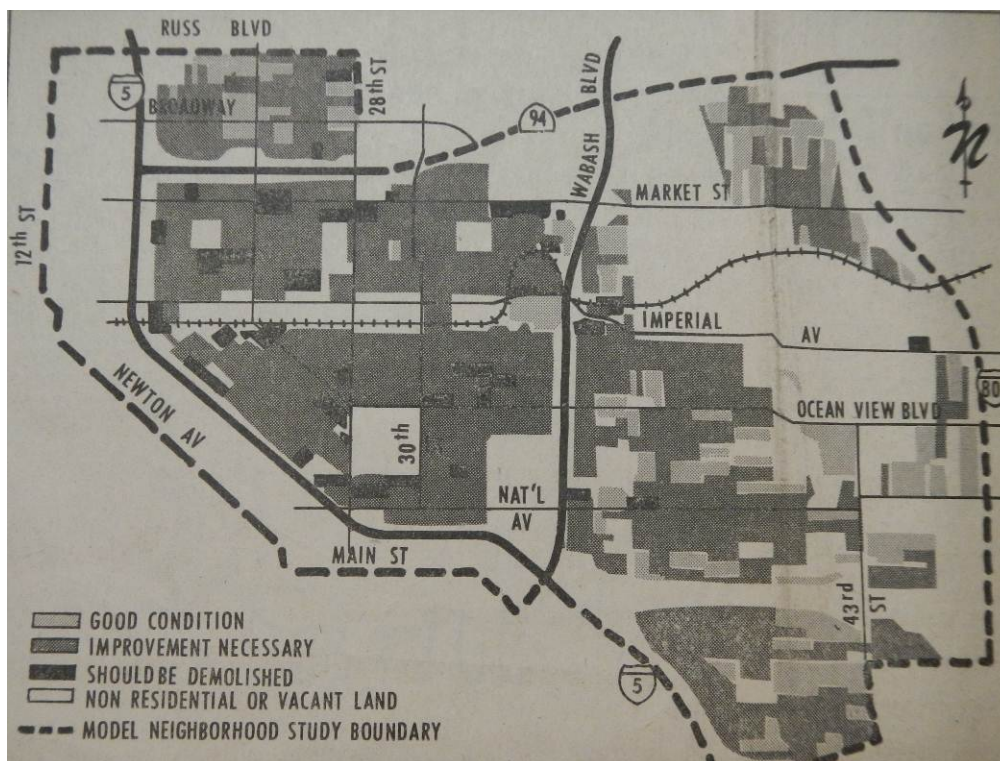 RUSS BLVD
5
BROADWAY
28th ST
94
WABASH BLVD
N
MARKET ST
12th ST
IMPERIAL AV
NEWTON AV
80
OCEAN VIEW BLVD
30th
NAT'L AV
MAIN ST
43rd ST
5
GOOD CONDITION
IMPROVEMENT NECESSARY
SHOULD BE DEMOLISHED
NON RESIDENTIAL OR VACANT LAND
MODEL NEIGHBORHOOD STUDY BOUNDARY